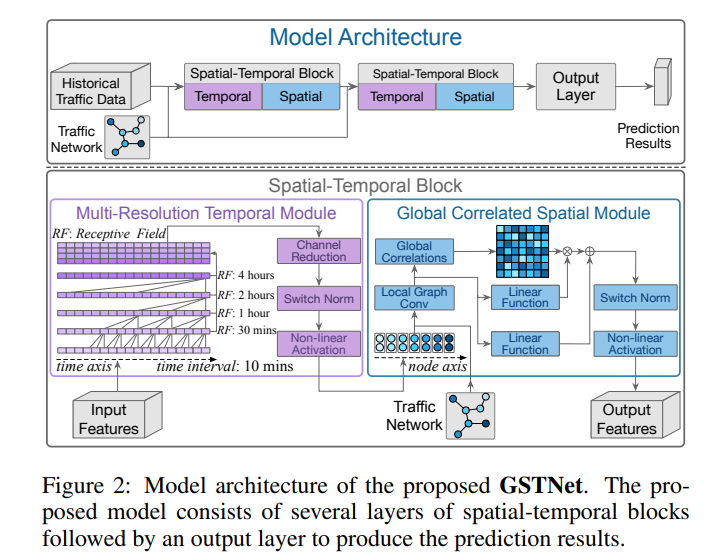 Model Architecture
Historical
Traffic Data
Traffic
Network
Spatial-Temporal Block
Temporal
Spatial
Spatial-Temporal Block
Temporal
Spatial
Output
Layer
Prediction
Results
Spatial-Temporal Block
Multi-Resolution Temporal Module
RF: Receptive Field
RF: 4 hours
RF: 2 hours
RF: 1 hour
RF: 30 mins
time axis
time interval: 10 mins
Channel
Reduction
Switch Norm
Non-linear
Activation
Input
Features
Global Correlated Spatial Module
Global
Correlations
Local Graph
Conv
Linear
Function
Linear
Function
Switch Norm
Non-linear
Activation
node axis
Traffic
Network
Output
Features
Figure 2: Model architecture of the proposed GSTNet. The pro-
posed model consists of several layers of spatial-temporal blocks
followed by an output layer to produce the prediction results.